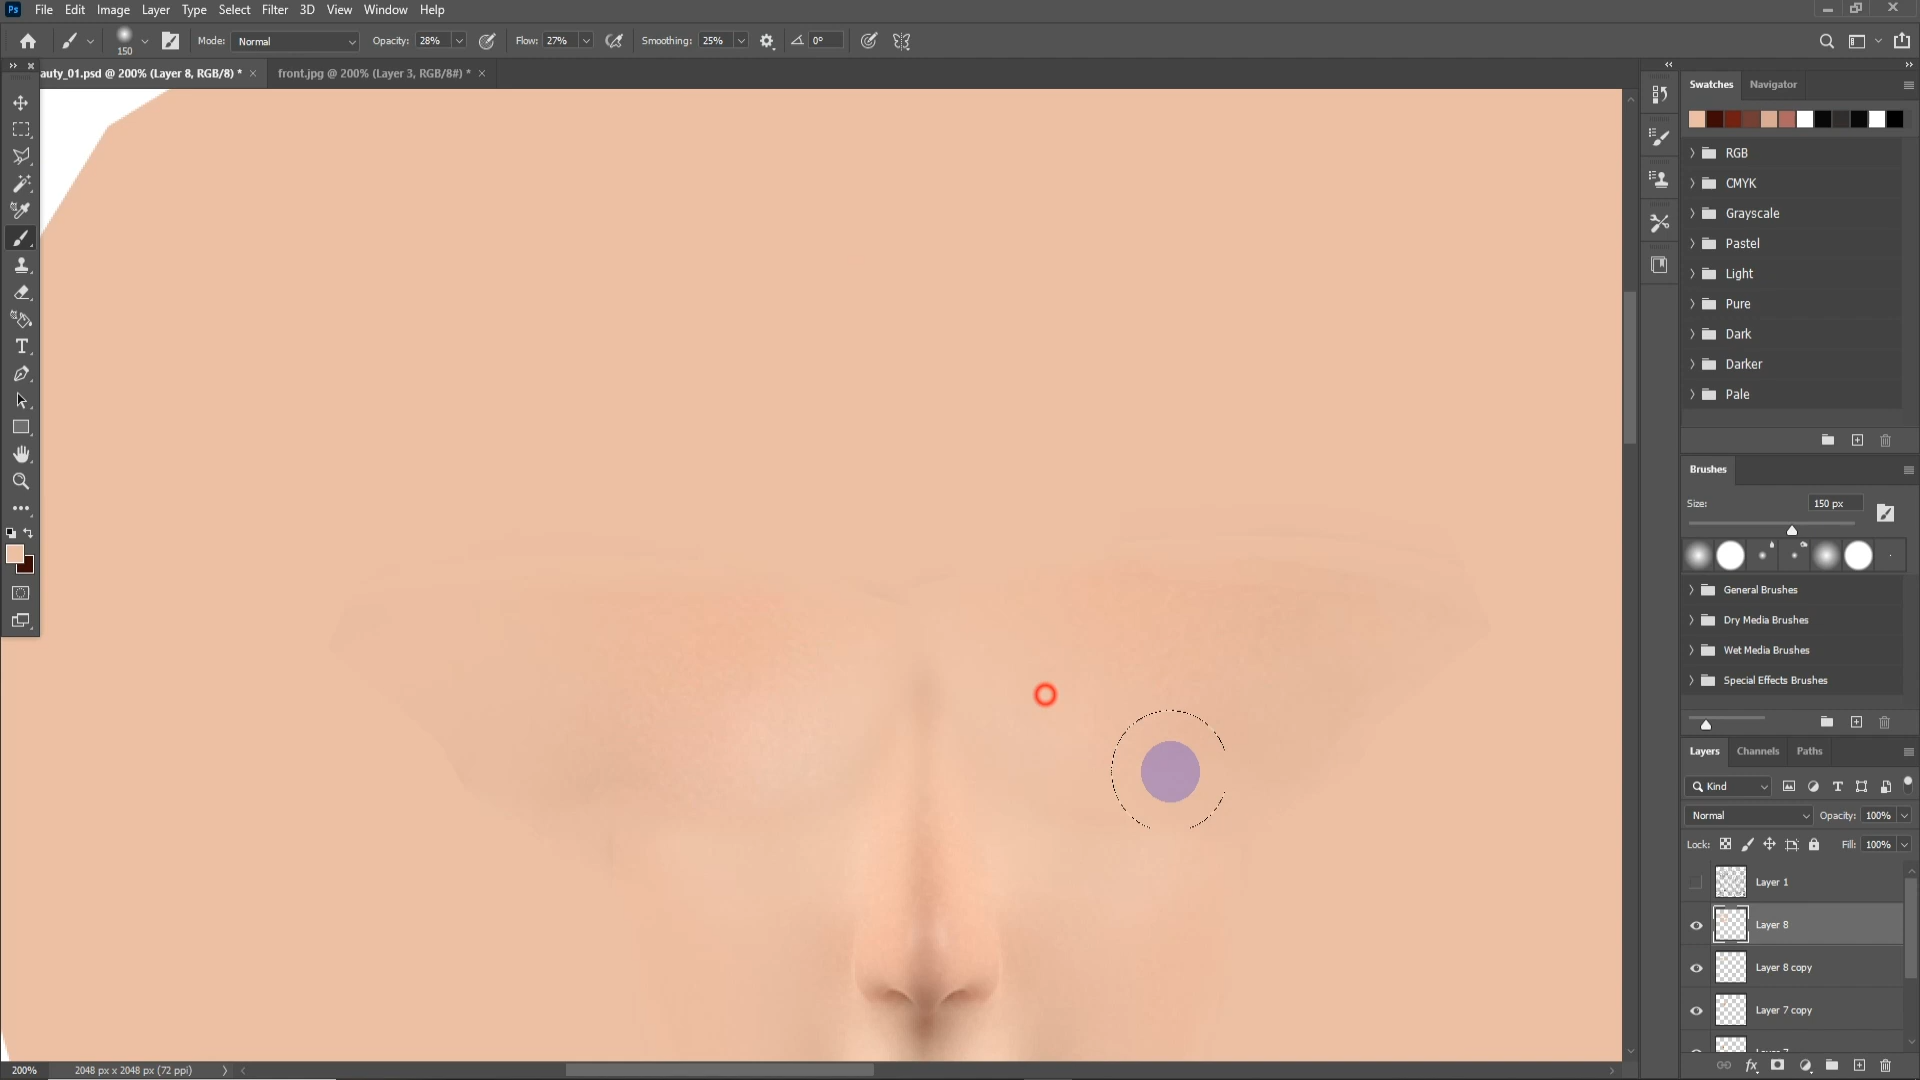 Ps File Edit Image Layer Type Select Filter 3D View Window Help
150 Mode: Normal Opacity: 28% Flow: 27% Smoothing: 25% 0°
auty_01.psd @ 200% (Layer 8, RGB/8) * × front.jpg @ 200% (Layer 3, RGB/8#) * ×
Swatches Navigator
RGB
CMYK
Grayscale
Pastel
Light
Pure
Dark
Darker
Pale
Brushes
Size: 150 px
General Brushes
Dry Media Brushes
Wet Media Brushes
Special Effects Brushes
Layers Channels Paths
Kind
Normal Opacity: 100%
Lock: Fill: 100%
Layer 1
Layer 8
Layer 8 copy
Layer 7 copy
200% 2048 px x 2048 px (72 ppi)